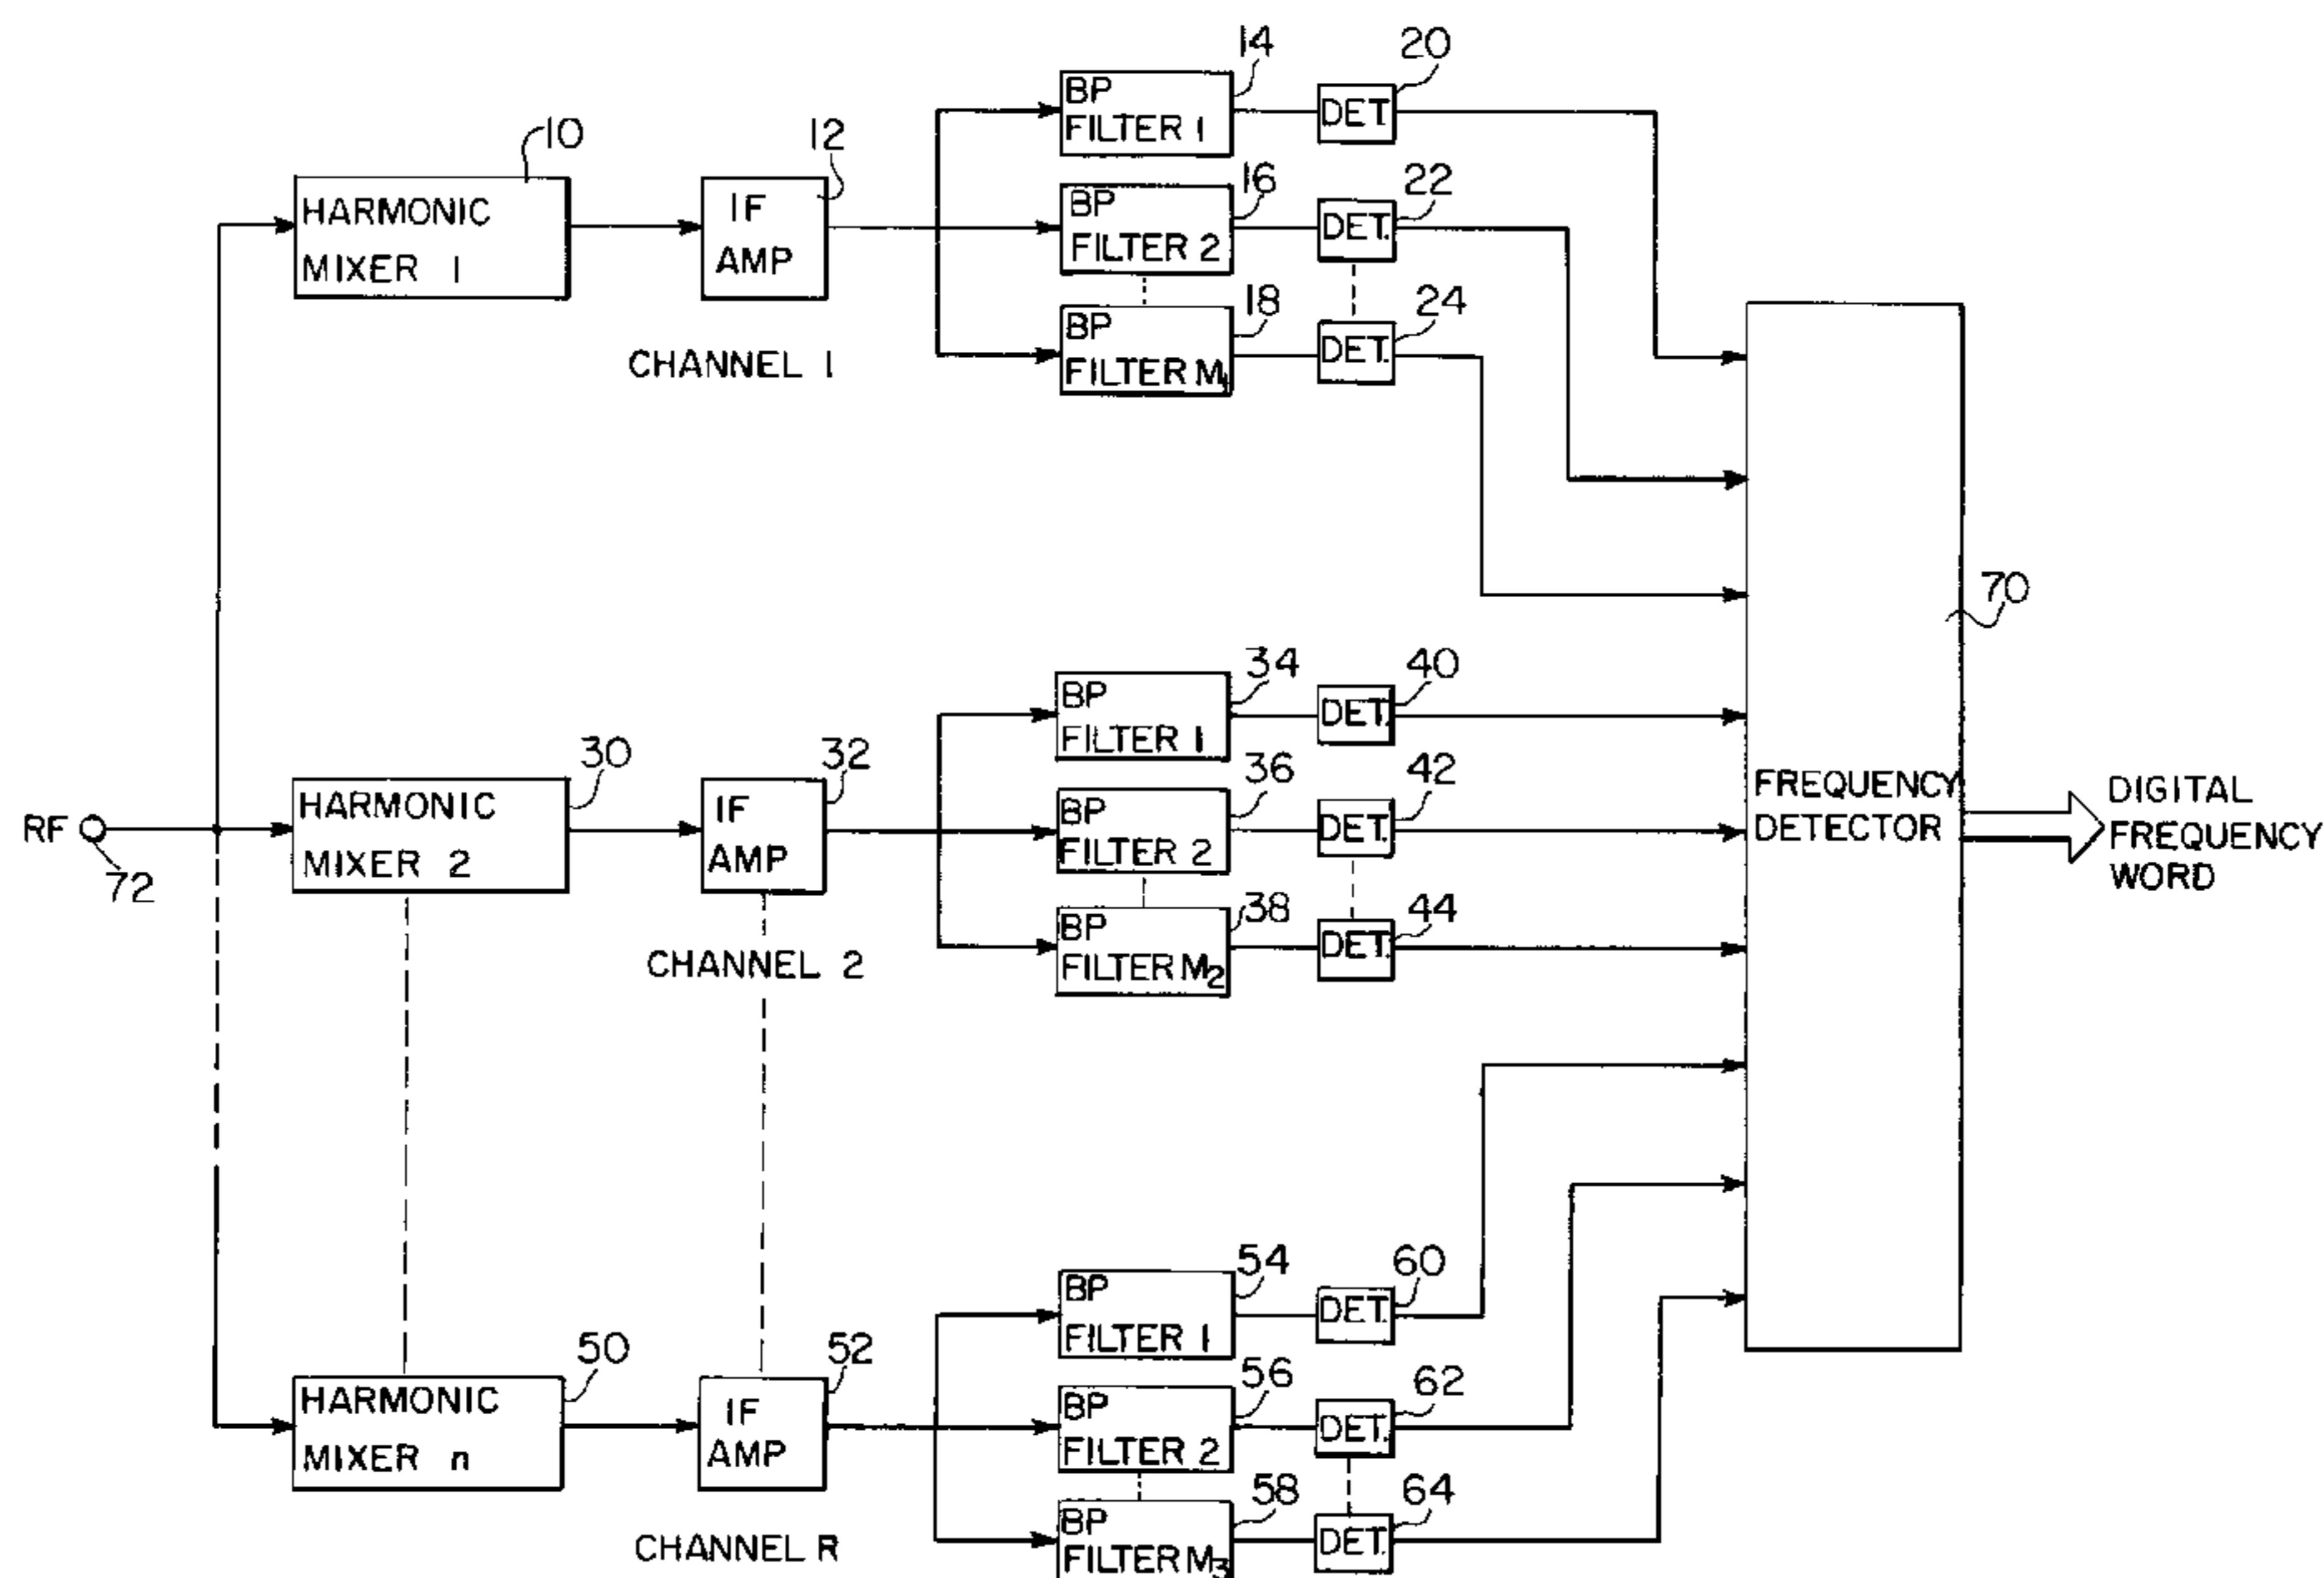 14
20
BP
FILTER 1
DET.
10
12
HARMONIC
MIXER 1
IF
AMP
16
22
BP
FILTER 2
DET.
18
24
BP
FILTER M1
DET.
CHANNEL 1
70
34
40
BP
FILTER 1
DET.
30
32
36
42
RF
72
HARMONIC
MIXER 2
IF
AMP
BP
FILTER 2
DET.
FREQUENCY
DETECTOR
DIGITAL
FREQUENCY
WORD
38
44
BP
FILTER M2
DET.
CHANNEL 2
54
60
BP
FILTER 1
DET.
50
52
56
62
HARMONIC
MIXER n
IF
AMP
BP
FILTER 2
DET.
58
64
BP
FILTER M3
DET.
CHANNEL R